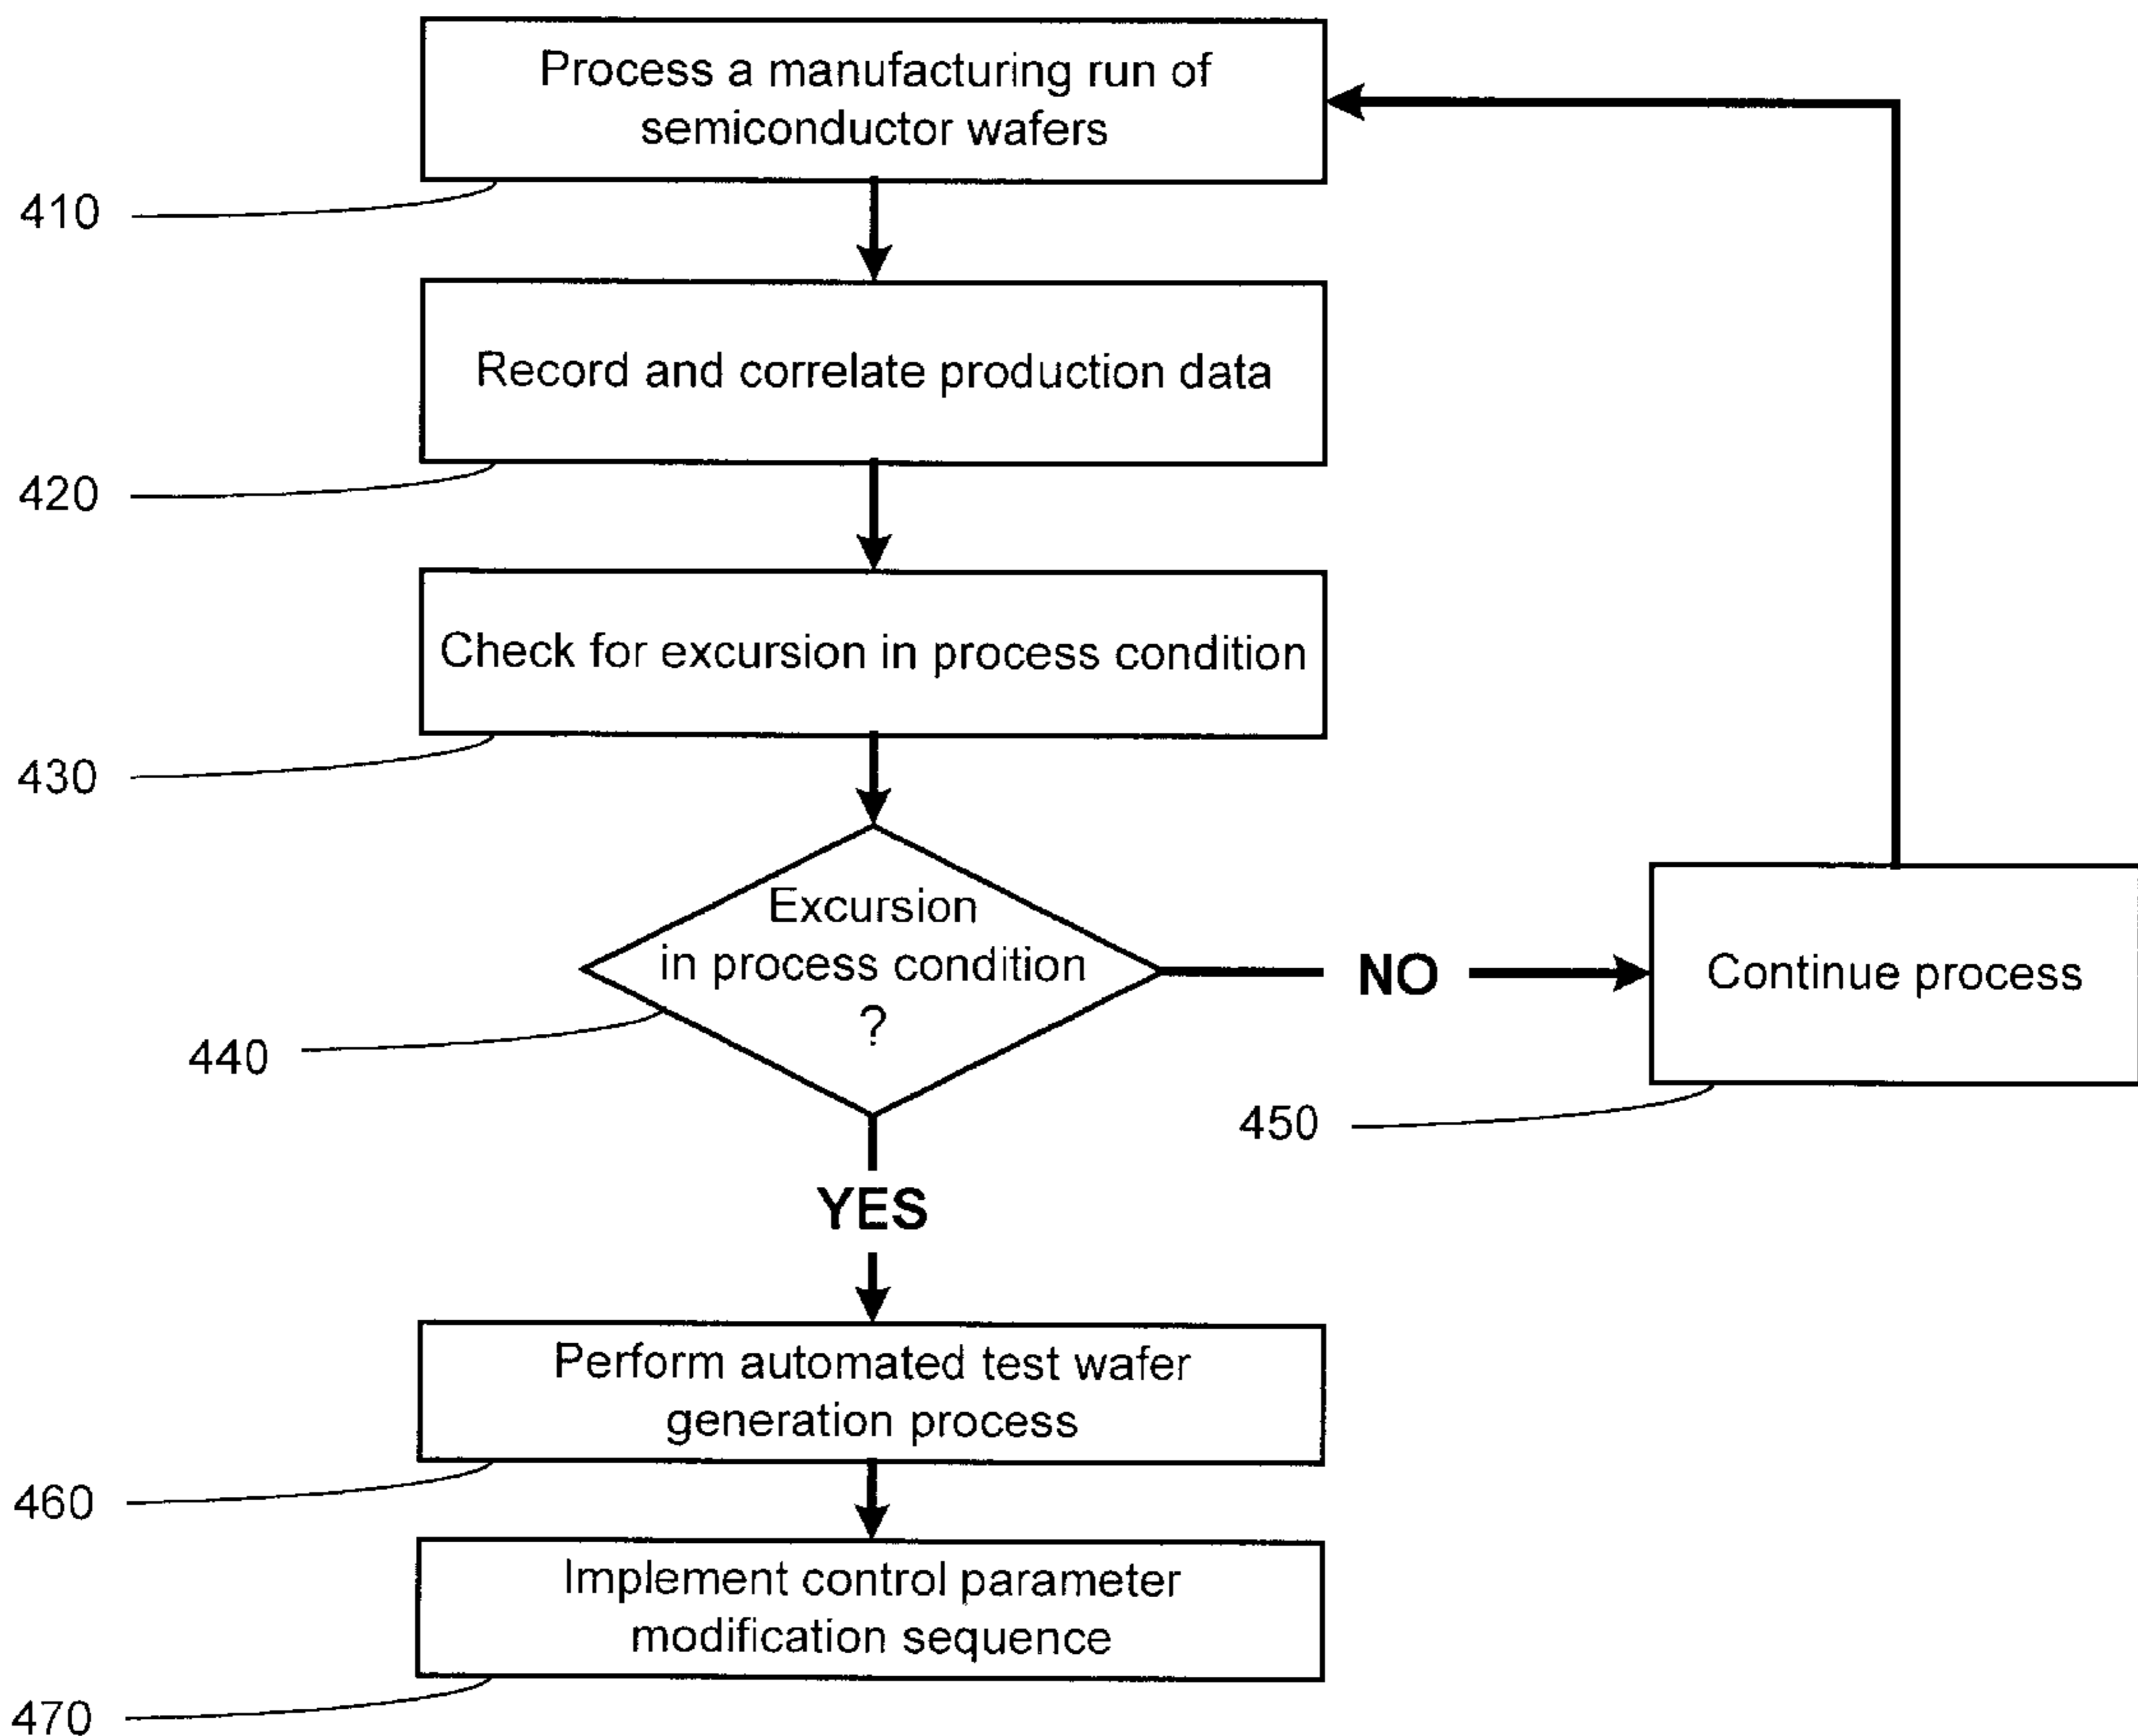 Process a manufacturing run of
semiconductor wafers
410
Record and correlate production data
420
Check for excursion in process condition
430
Excursion
in process condition
?
440
NO
Continue process
450
YES
Perform automated test wafer
generation process
460
Implement control parameter
modification sequence
470